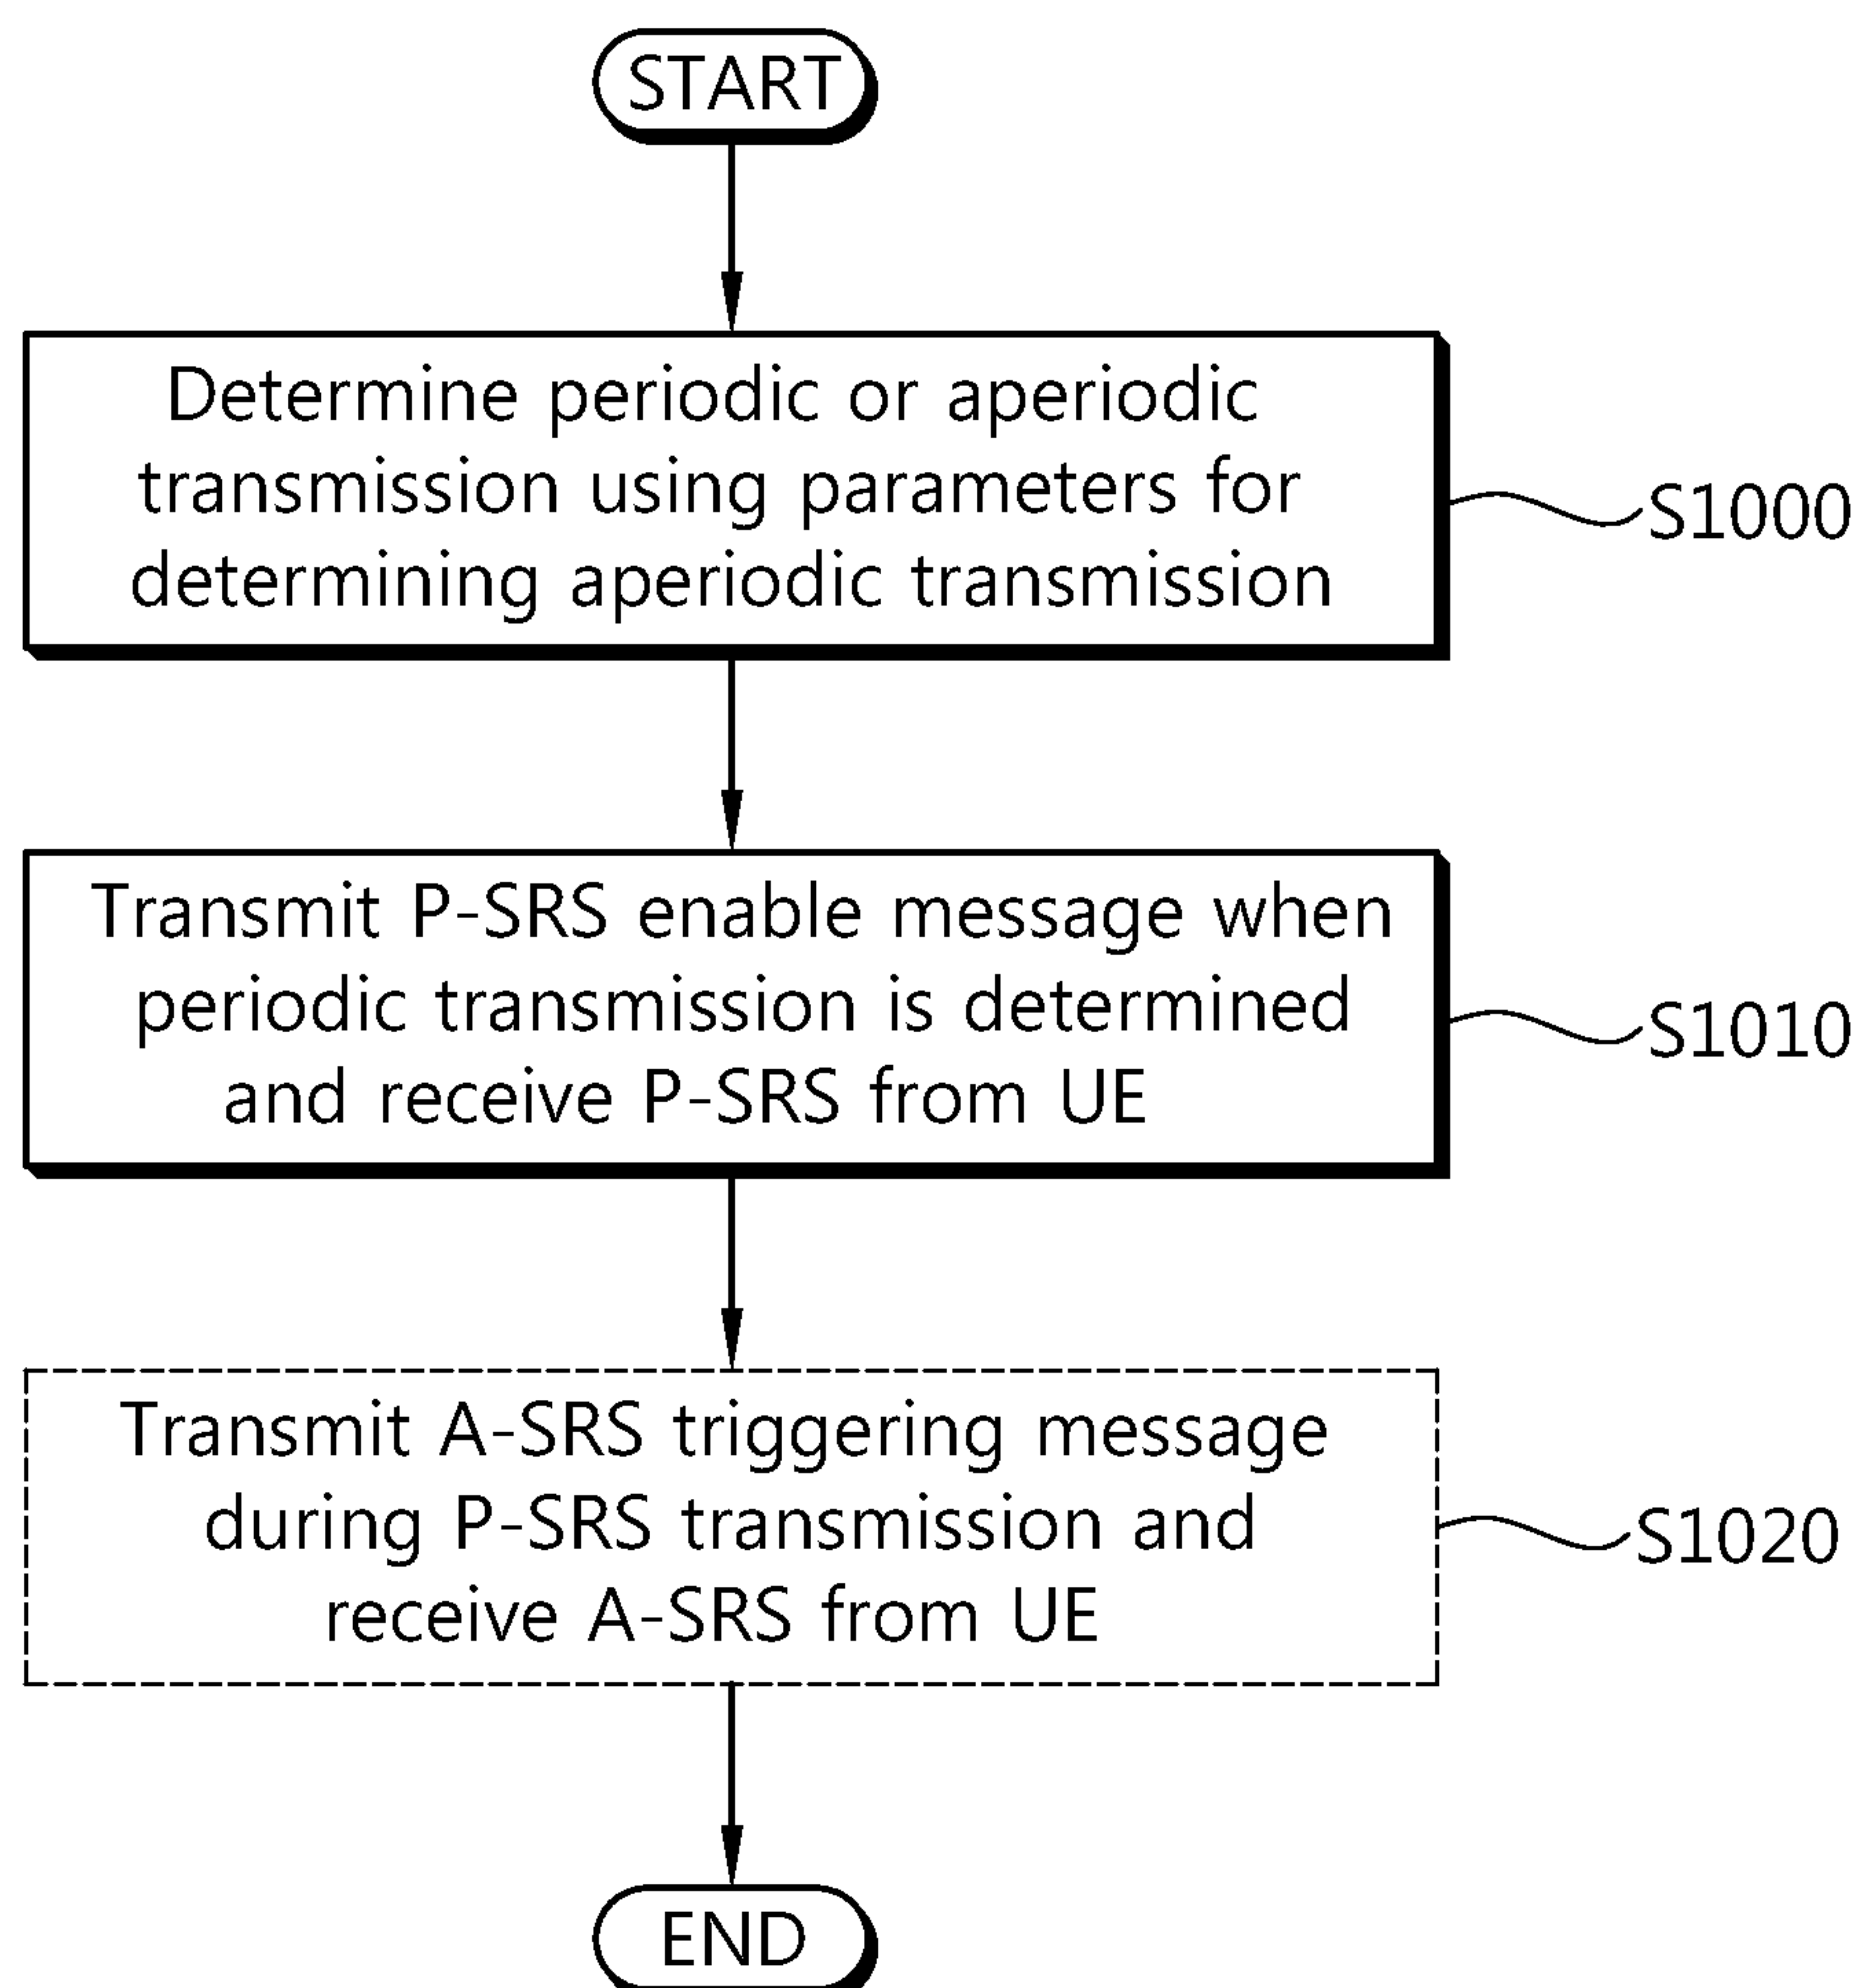 START
Determine periodic or aperiodic
transmission using parameters for
determining aperiodic transmission
S1000
Transmit P-SRS enable message when
periodic transmission is determined
and receive P-SRS from UE
S1010
Transmit A-SRS triggering message
during P-SRS transmission and
receive A-SRS from UE
S1020
END